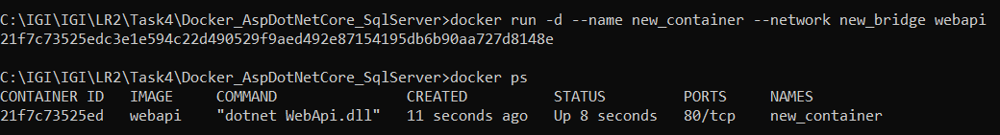 C:\IGI\IGI\LR2\Task4\Docker_AspDotNetCore_SqlServer>docker run -d --name new_container --network new_bridge webapi
21f7c73525edc3e1e594c22d490529f9aed492e87154195db6b90aa727d8148e
C:\IGI\IGI\LR2\Task4\Docker_AspDotNetCore_SqlServer>docker ps
CONTAINER ID   IMAGE     COMMAND                CREATED          STATUS         PORTS     NAMES
21f7c73525ed   webapi    "dotnet WebApi.dll"    11 seconds ago   Up 8 seconds   80/tcp    new_container